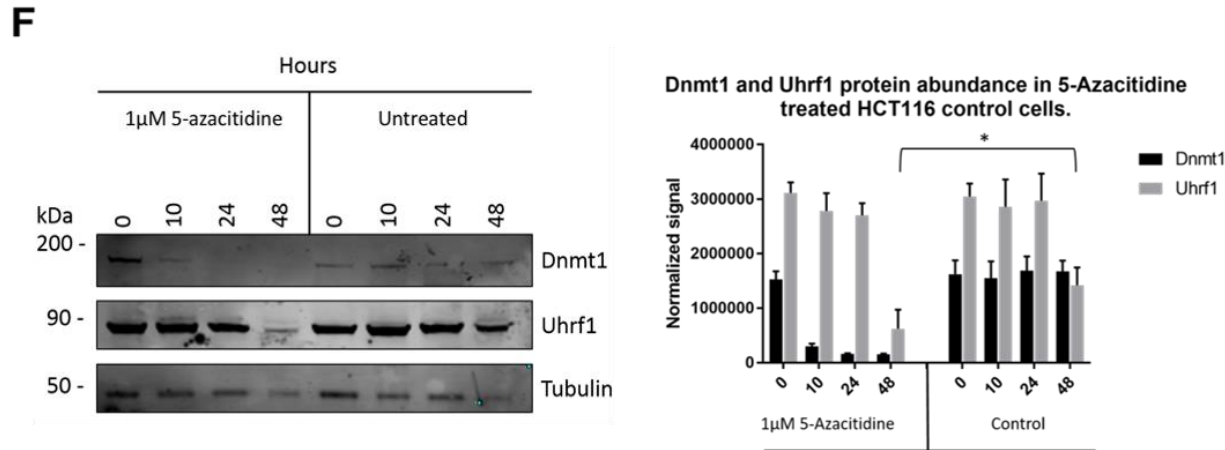 F
Hours
1µM 5-azacitidine Untreated
kDa 0 10 24 48 0 10 24 48
200 - Dnmt1
90 - Uhrf1
50 - Tubulin
Dnmt1 and Uhrf1 protein abundance in 5-Azacitidine
treated HCT116 control cells.
*
Dnmt1
Uhrf1
Normalized signal
4000000
3000000
2000000
1000000
0
0 10 24 48 0 10 24 48
1µM 5-Azacitidine Control